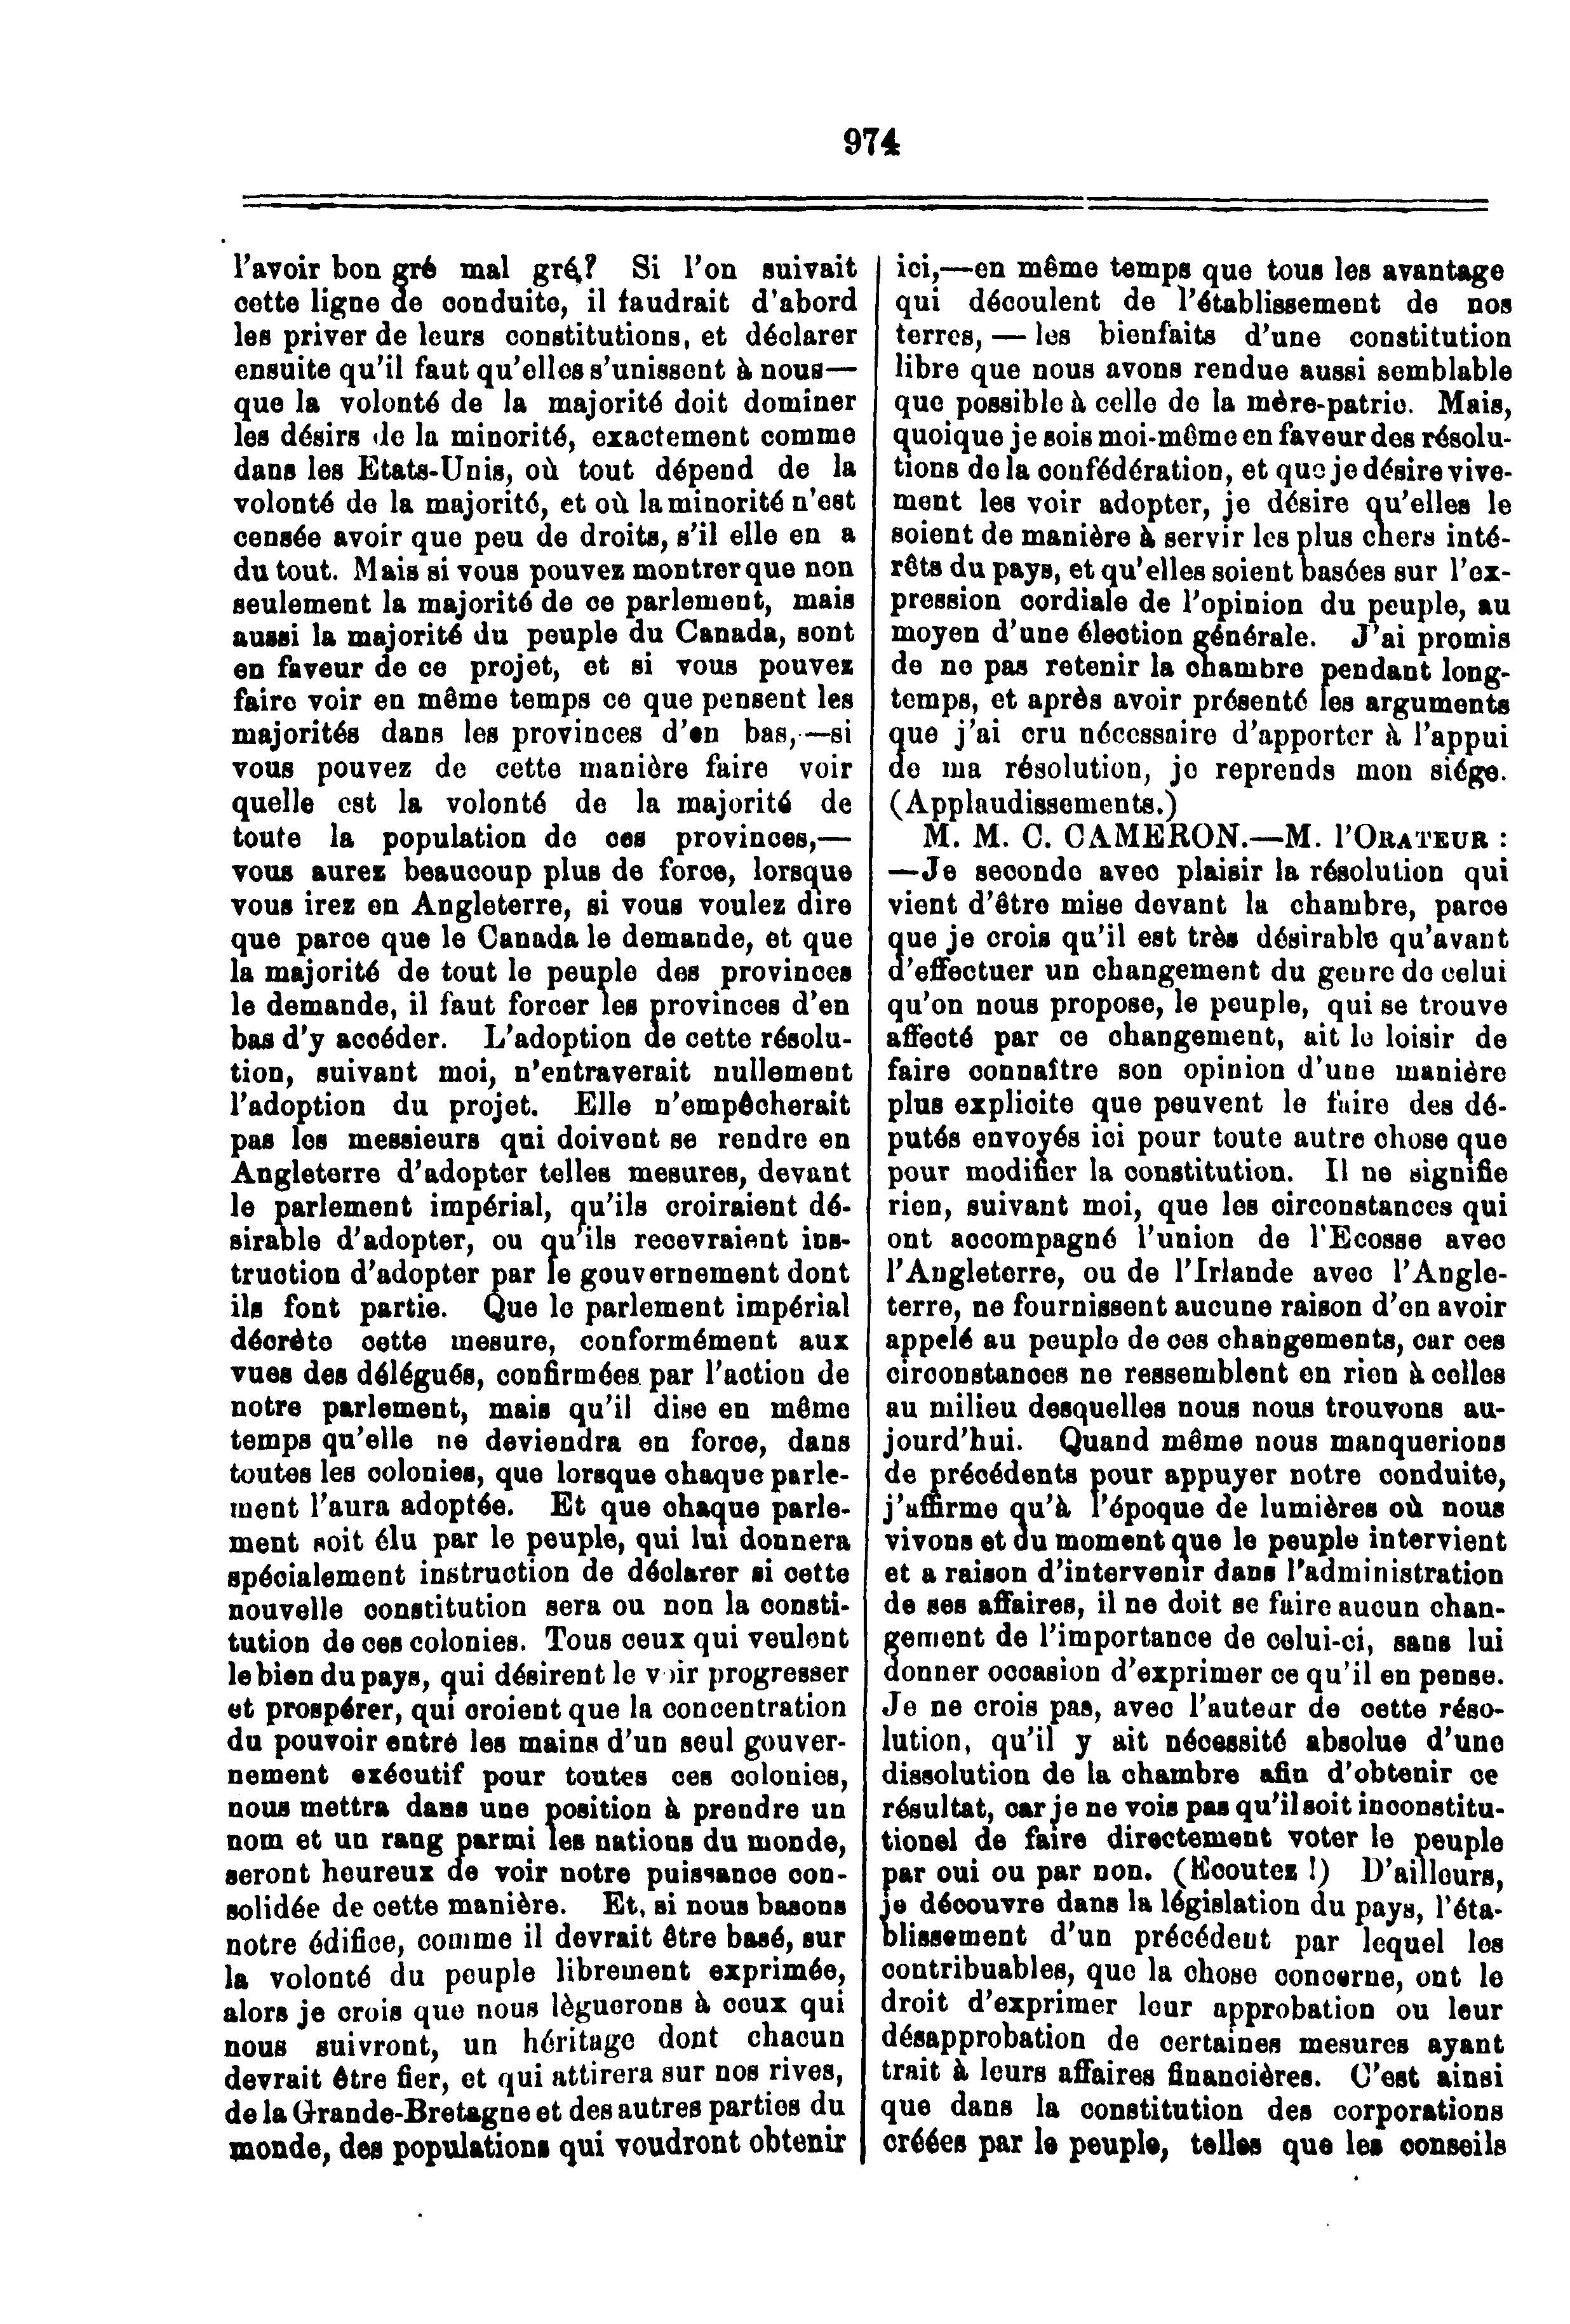 974
l'avoir bon gré mal gré,? Si l'on suivait
cette ligne de conduite, il faudrait d'abord
les priver de leurs constitutions, et déclarer
ensuite qu'il faut qu'elles s'unissent à nous—
que la volonté de la majorité doit dominer
les désirs de la minorité, exactement comme
dans les Etats-Unis, où tout dépend de la
volonté de la majorité, et où la minorité n'est
censée avoir que peu de droits, s'il elle en a
du tout. Mais si vous pouvez montrer que non
seulement la majorité de ce parlement, mais
aussi la majorité du peuple du Canada, sont
en faveur de ce projet, et si vous pouvez
faire voir en même temps ce que pensent les
majorités dans les provinces d'en bas,—si
vous pouvez de cette manière faire voir
quelle est la volonté de la majorité de
toute la population de ces provinces,—
vous aurez beaucoup plus de force, lorsque
vous irez en Angleterre, si vous voulez dire
que parce que le Canada le demande, et que
la majorité de tout le peuple des provinces
le demande, il faut forcer les provinces d'en
bas d'y accéder. L'adoption de cette résolu-
tion, suivant moi, n'entraverait nullement
l'adoption du projet. Elle n'empêcherait
pas les messieurs qui doivent se rendre en
Angleterre d'adopter telles mesures, devant
le parlement impérial, qu'ils croiraient dé-
sirable d'adopter, ou qu'ils recevraient ins-
truction d'adopter par le gouvernement dont
ils font partie. Que le parlement impérial
décrète cette mesure, conformément aux
vues des délégués, confirmées par l'action de
notre parlement, mais qu'il dise en même
temps qu'elle ne deviendra en force, dans
toutes les colonies, que lorsque chaque parle-
ment l'aura adoptée. Et que chaque parle-
ment soit élu par le peuple, qui lui donnera
spécialement instruction de déclarer si cette
nouvelle constitution sera ou non la consti-
tution de ces colonies. Tous ceux qui veulent
le bien du pays, qui désirent le voir progresser
et prospérer, qui croient que la concentration
du pouvoir entre les mains d'un seul gouver-
nement exécutif pour toutes ces colonies,
nous mettra dans une position à prendre un
nom et un rang parmi les nations du monde,
seront heureux de voir notre puissance con-
solidée de cette manière. Et, si nous basons
notre édifice, comme il devrait être basé, sur
la volonté du peuple librement exprimée,
alors je crois que nous lèguerons à ceux qui
nous suivront, un héritage dont chacun
devrait être fier, et qui attirera sur nos rives,
de la Grande-Bretagne et des autres parties du
monde, des populations qui voudront obtenir
ici,—en même temps que tous les avantage
qui découlent de l'établissement de nos
terres, — les bienfaits d'une constitution
libre que nous avons rendue aussi semblable
que possible à celle de la mère-patrie. Mais,
quoique je sois moi-même en faveur des résolu-
tions de la confédération, et que je désire vive-
ment les voir adopter, je désire qu'elles le
soient de manière à servir les plus chers inté-
rêts du pays, et qu'elles soient basées sur l'ex-
pression cordiale de l'opinion du peuple, au
moyen d'une élection générale. J'ai promis
de ne pas retenir la chambre pendant long-
temps, et après avoir présenté les arguments
que j'ai cru nécessaire d'apporter à l'appui
de ma résolution, je reprends mon siége.
(Applaudissements.)
M. M. C. CAMERON.—M. l'ORATEUR :
—Je seconde avec plaisir la résolution qui
vient d'être mise devant la chambre, parce
que je crois qu'il est très désirable qu'avant
d'effectuer un changement du genre de celui
qu'on nous propose, le peuple, qui se trouve
affecté par ce changement, ait le loisir de
faire connaître son opinion d'une manière
plus explicite que peuvent le faire des dé-
putés envoyés ici pour toute autre chose que
pour modifier la constitution. Il ne signifie
rien, suivant moi, que les circonstances qui
ont accompagné l'union de l'Ecosse avec
l'Angleterre, ou de l'Irlande avec l'Angle-
terre, ne fournissent aucune raison d'en avoir
appelé au peuple de ces changements, car ces
circonstances ne ressemblent en rien à celles
au milieu desquelles nous nous trouvons au-
jourd'hui. Quand même nous manquerions
de précédents pour appuyer notre conduite,
j'affirme qu'à l'époque de lumières où nous
vivons et du moment que le peuple intervient
et a raison d'intervenir dans l'administration
de ses affaires, il ne doit se faire aucun chan-
gement de l'importance de celui-ci, sans lui
donner occasion d'exprimer ce qu'il en pense.
Je ne crois pas, avec l'auteur de cette réso-
lution, qu'il y ait nécessité absolue d'une
dissolution de la chambre afin d'obtenir ce
résultat, car je ne vois pas qu'il soit inconstitu-
tionel de faire directement voter le peuple
par oui ou par non. (Ecoutez !) D'ailleurs,
je découvre dans la législation du pays, l'éta-
blissement d'un précédent par lequel les
contribuables, que la chose concerne, ont le
droit d'exprimer leur approbation ou leur
désapprobation de certaines mesures ayant
trait à leurs affaires financières. C'est ainsi
que dans la constitution des corporations
créées par le peuple, telles que les conseils